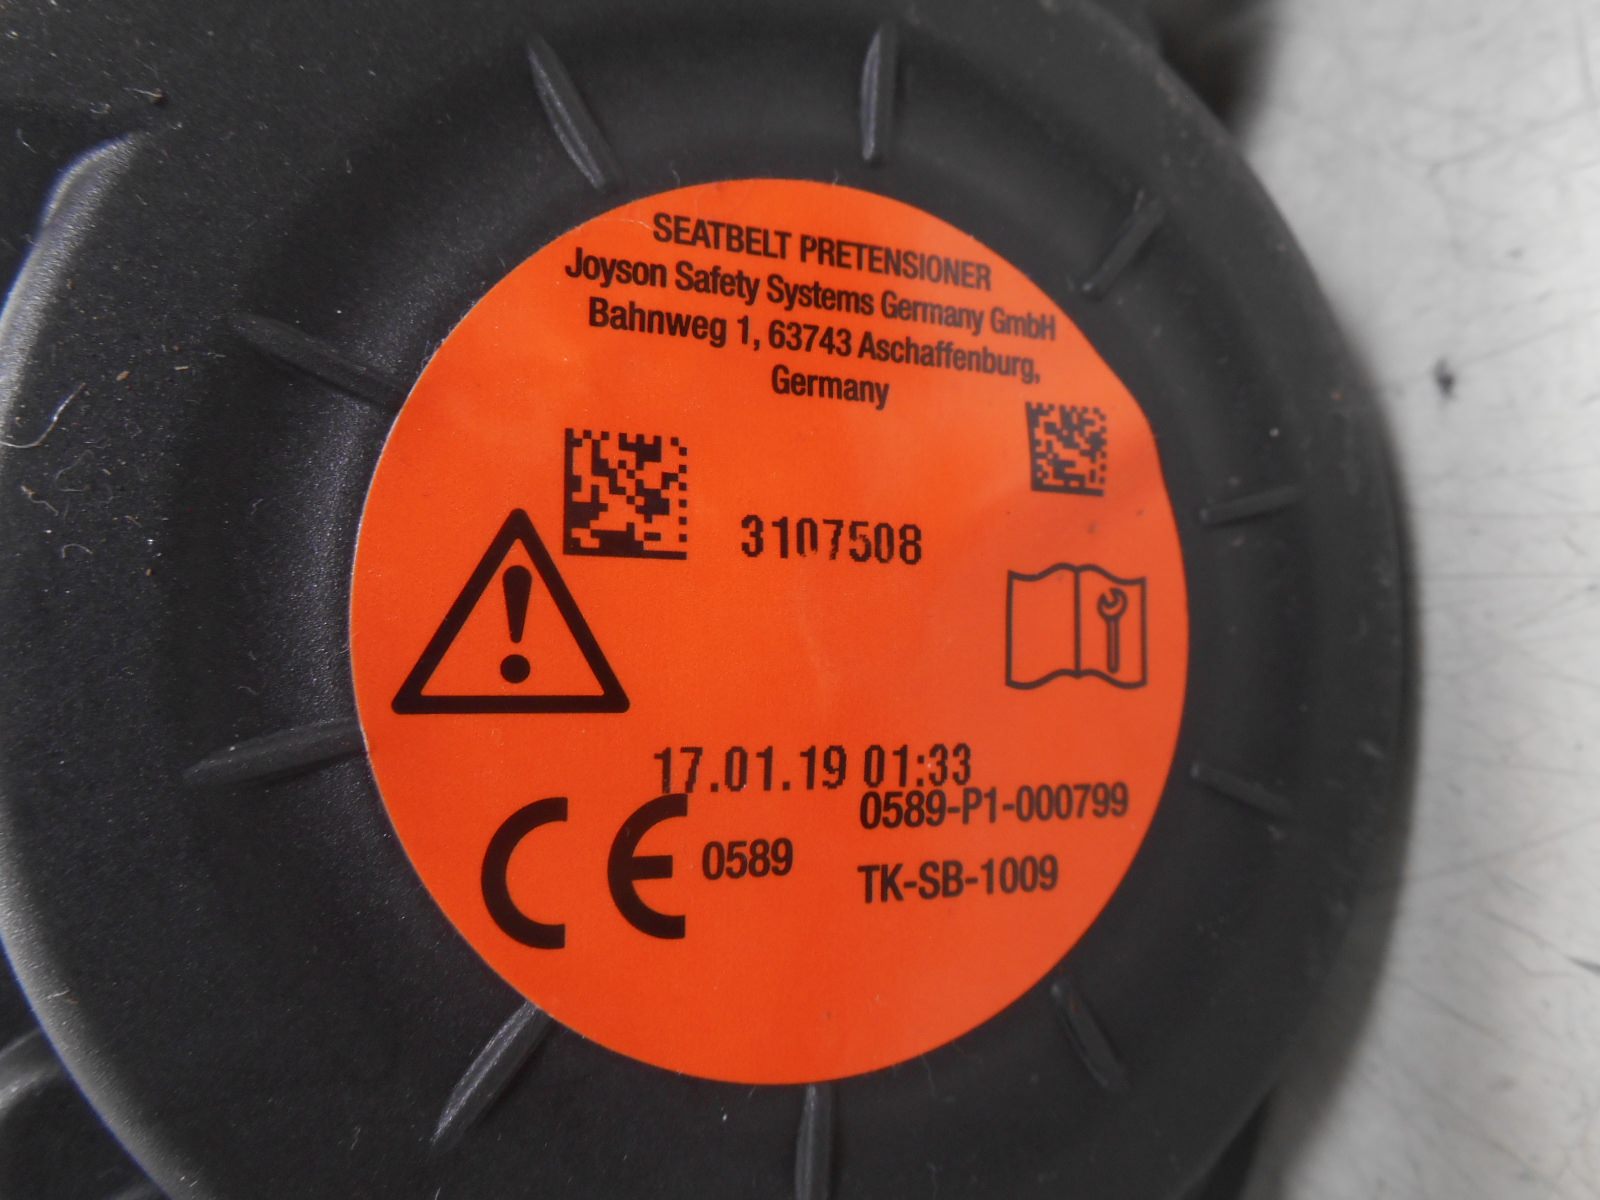 SEATBELT PRETENSIONER
Joyson Safety Systems Germany GmbH
Bahnweg 1, 63743 Aschaffenburg,
Germany
3107508
17.01.19 01:33
0589-P1-000799
CE 0589
TK-SB-1009